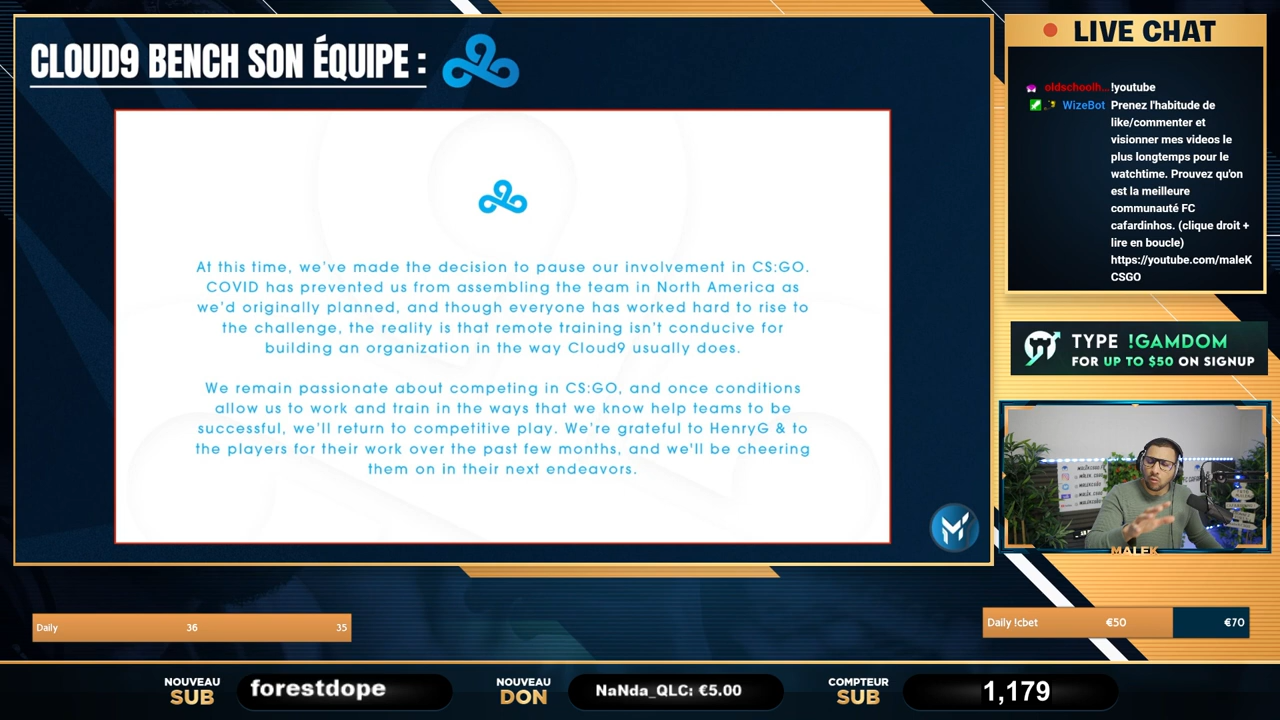 CLOUD9 BENCH SON ÉQUIPE :
At this time, we've made the decision to pause our involvement in CS:GO.
COVID has prevented us from assembling the team in North America as
we'd originally planned, and though everyone has worked hard to rise to
the challenge, the reality is that remote training isn't conducive for
building an organization in the way Cloud9 usually does.
We remain passionate about competing in CS:GO, and once conditions
allow us to work and train in the ways that we know help teams to be
successful, we'll return to competitive play. We're grateful to HenryG & to
the players for their work over the past few months, and we'll be cheering
them on in their next endeavors.
LIVE CHAT
oldschoolh... !youtube
WizeBot Prenez l'habitude de
like/commenter et
visionner mes videos le
plus longtemps pour le
watchtime. Prouvez qu'on
est la meilleure
communauté FC
cafardinhos. (clique droit +
lire en boucle)
https://youtube.com/maleK
CSGO
TYPE !GAMDOM
FOR UP TO $50 ON SIGNUP
MALEK
Daily 36 35
Daily !cbet €50 €70
NOUVEAU
SUB
forestdope
NOUVEAU
DON
NaNda_QLC: €5.00
COMPTEUR
SUB
1,179